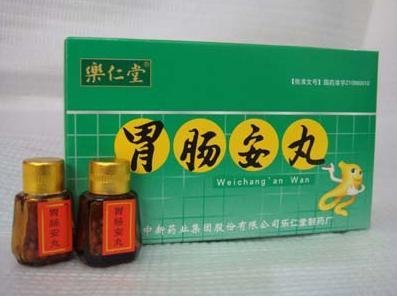 樂仁堂®
【批准文号】国药准字Z10960010
胃肠安丸
Weichang'an Wan
中新药业集团股份有限公司乐仁堂制药厂
胃肠安丸
胃肠安丸